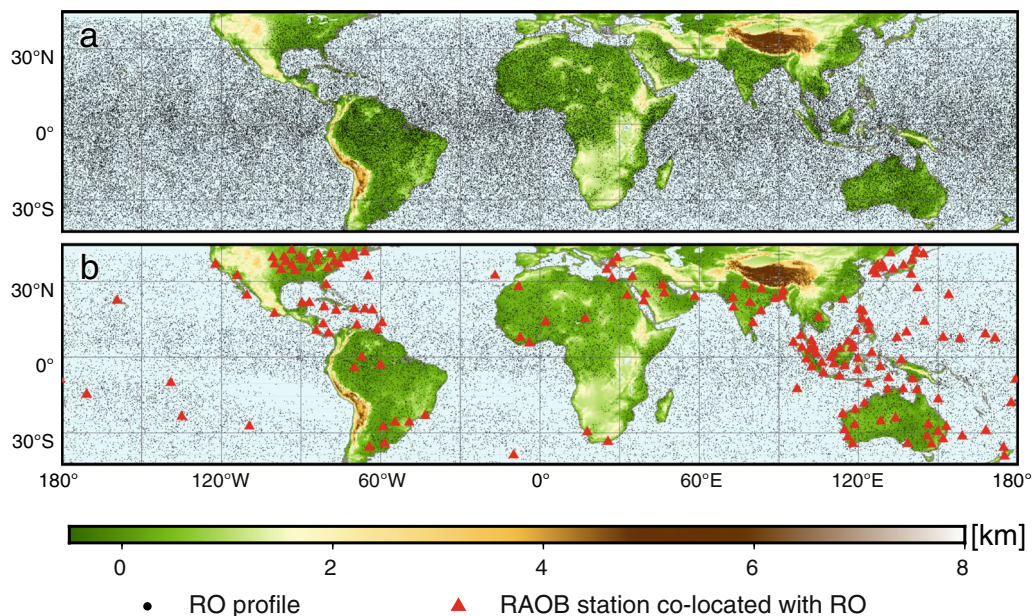 a
30°N
0°
30°S
b
30°N
0°
30°S
180° 120°W 60°W 0° 60°E 120°E 180°
[km]
0 2 4 6 8
RO profile RAOB station co-located with RO